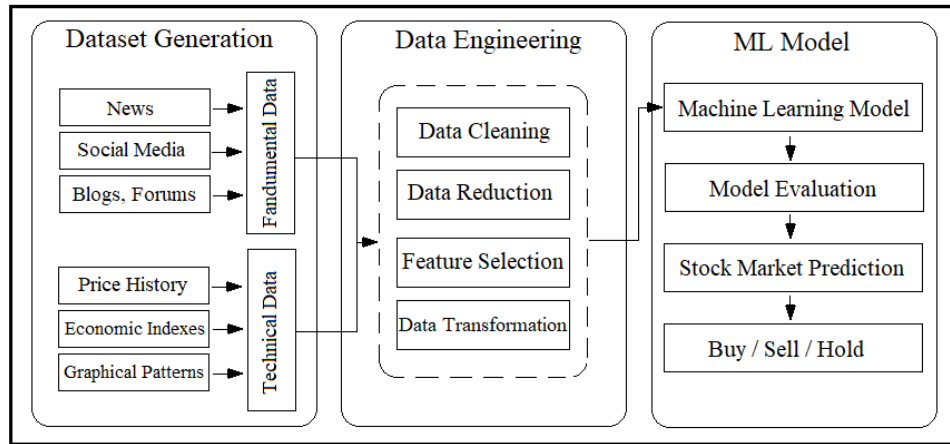 Dataset Generation
News
Social Media
Blogs, Forums
Fandumental Data
Price History
Economic Indexes
Graphical Patterns
Technical Data
Data Engineering
Data Cleaning
Data Reduction
Feature Selection
Data Transformation
ML Model
Machine Learning Model
Model Evaluation
Stock Market Prediction
Buy / Sell / Hold